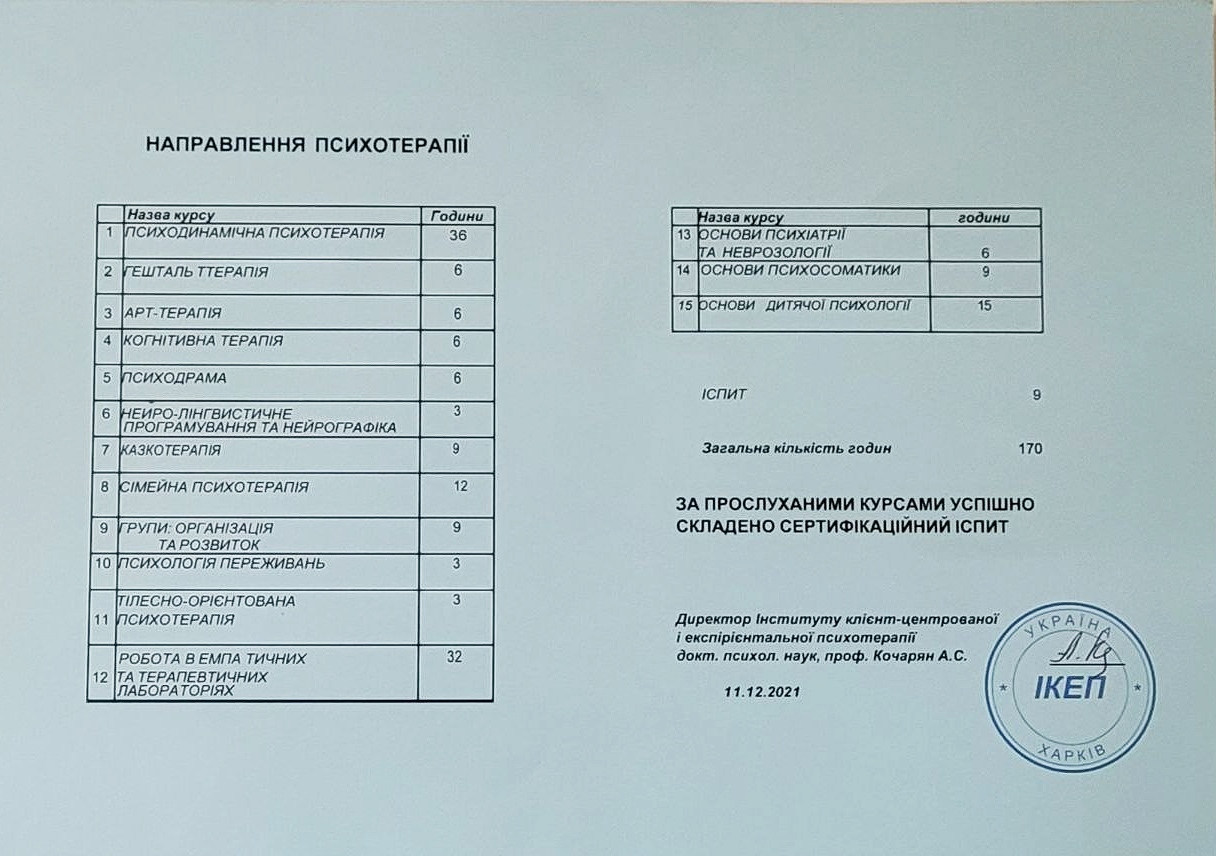 НАПРАВЛЕННЯ ПСИХОТЕРАПІЇ
Назва курсу Години
1 ПСИХОДИНАМІЧНА ПСИХОТЕРАПІЯ 36
2 ГЕШТАЛЬ ТТЕРАПІЯ 6
3 АРТ-ТЕРАПІЯ 6
4 КОГНІТИВНА ТЕРАПІЯ 6
5 ПСИХОДРАМА 6
6 НЕЙРО-ЛІНГВИСТИЧНЕ 3
ПРОГРАМУВАННЯ ТА НЕЙРОГРАФІКА
7 КАЗКОТЕРАПІЯ 9
8 СІМЕЙНА ПСИХОТЕРАПІЯ 12
9 ГРУПИ: ОРГАНІЗАЦІЯ 9
ТА РОЗВИТОК
10 ПСИХОЛОГІЯ ПЕРЕЖИВАНЬ 3
ТІЛЕСНО-ОРІЄНТОВАНА 3
11 ПСИХОТЕРАПІЯ
РОБОТА В ЕМПА ТИЧНИХ 32
12 ТА ТЕРАПЕВТИЧНИХ
ЛАБОРАТОРІЯХ
Назва курсу години
13 ОСНОВИ ПСИХІАТРІЇ
ТА НЕВРОЗОЛОГІЇ 6
14 ОСНОВИ ПСИХОСОМАТИКИ 9
15 ОСНОВИ ДИТЯЧОЇ ПСИХОЛОГІЇ 15
ІСПИТ 9
Загальна кількість годин 170
ЗА ПРОСЛУХАНИМИ КУРСАМИ УСПІШНО
СКЛАДЕНО СЕРТИФІКАЦІЙНИЙ ІСПИТ
Директор Інституту клієнт-центрованої
і експірієнтальної психотерапії
докт. психол. наук, проф. Кочарян А.С.
11.12.2021
УКРАЇНА
ІКЕП
ХАРКІВ